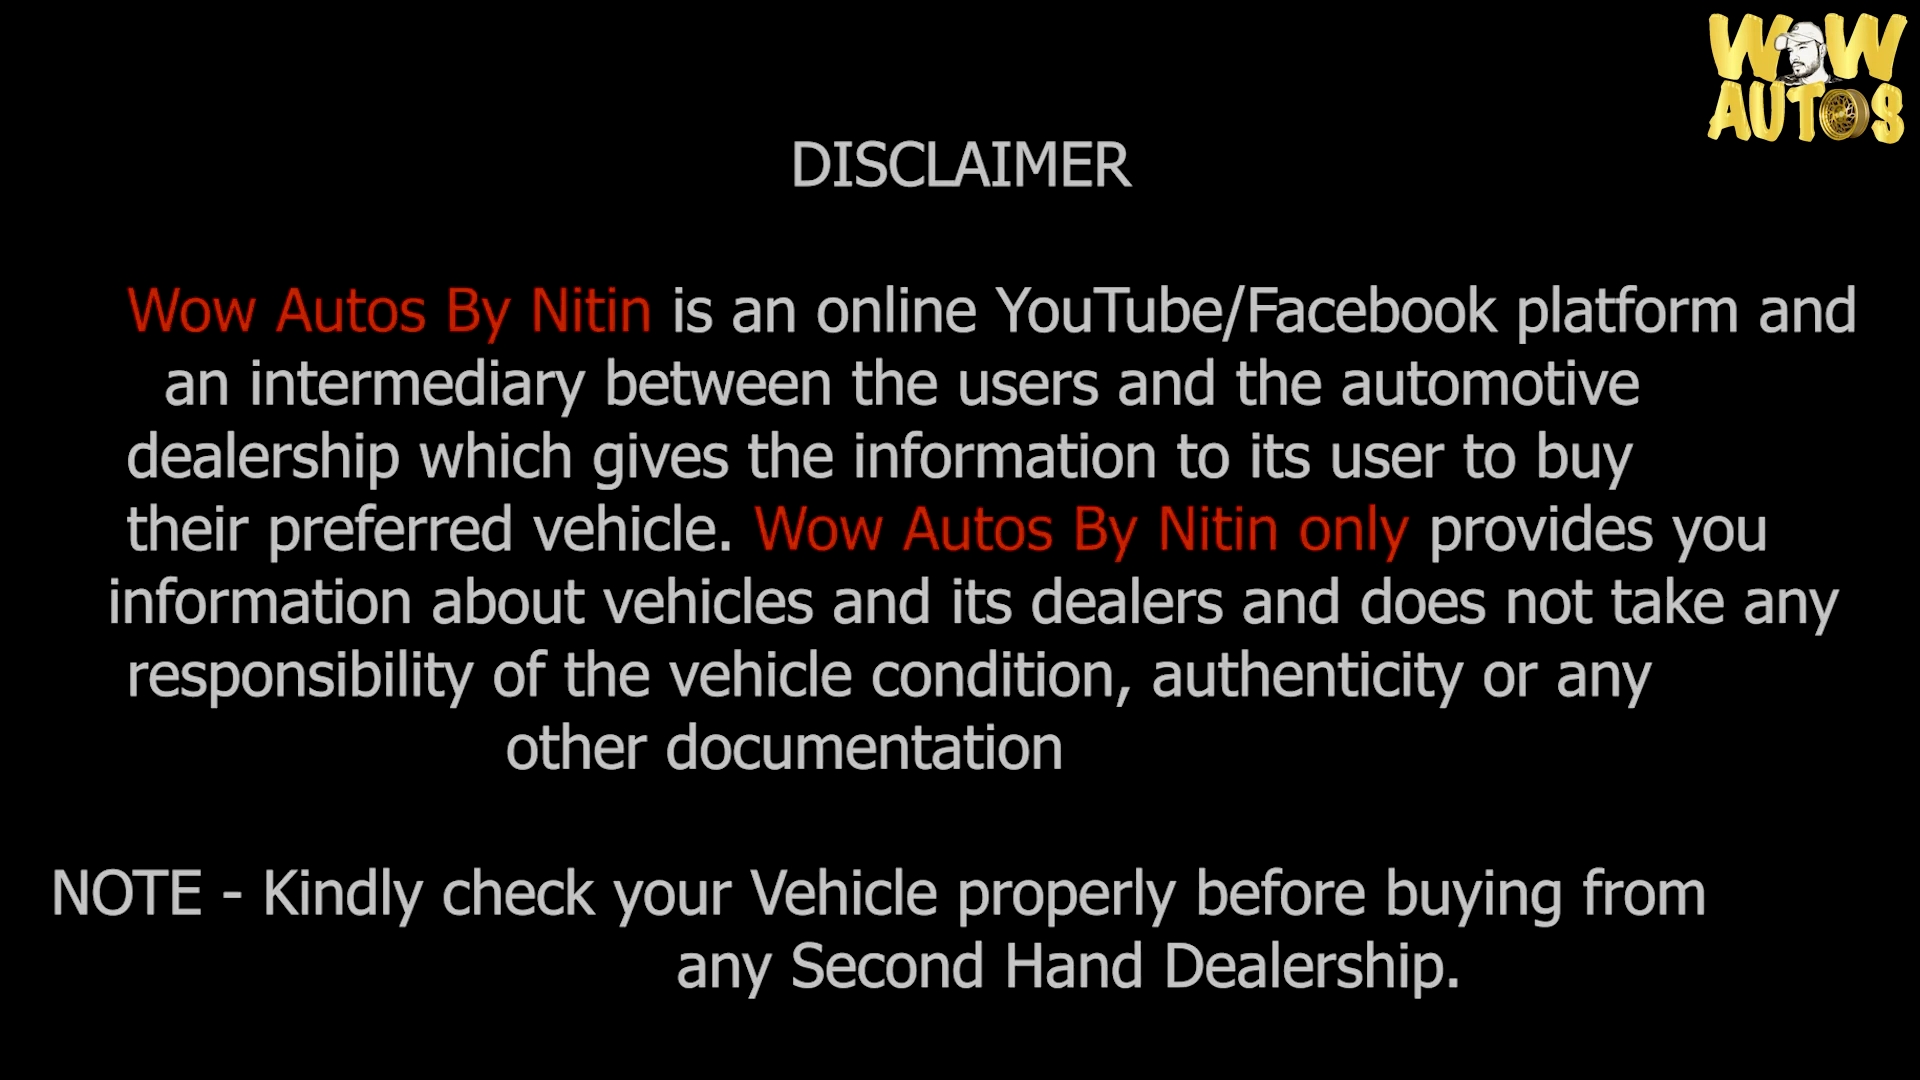 WOW
AUTOS
DISCLAIMER
Wow Autos By Nitin is an online YouTube/Facebook platform and
an intermediary between the users and the automotive
dealership which gives the information to its user to buy
their preferred vehicle. Wow Autos By Nitin only provides you
information about vehicles and its dealers and does not take any
responsibility of the vehicle condition, authenticity or any
other documentation
NOTE - Kindly check your Vehicle properly before buying from
any Second Hand Dealership.